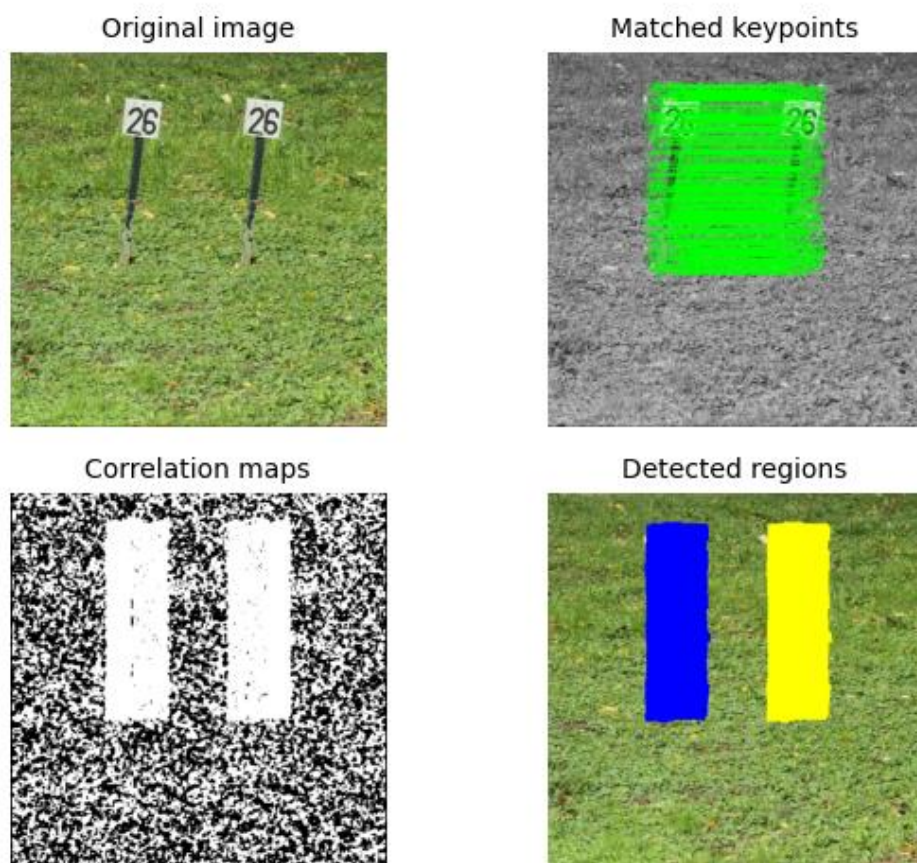 Original image
Matched keypoints
26
26
26
26
Correlation maps
Detected regions